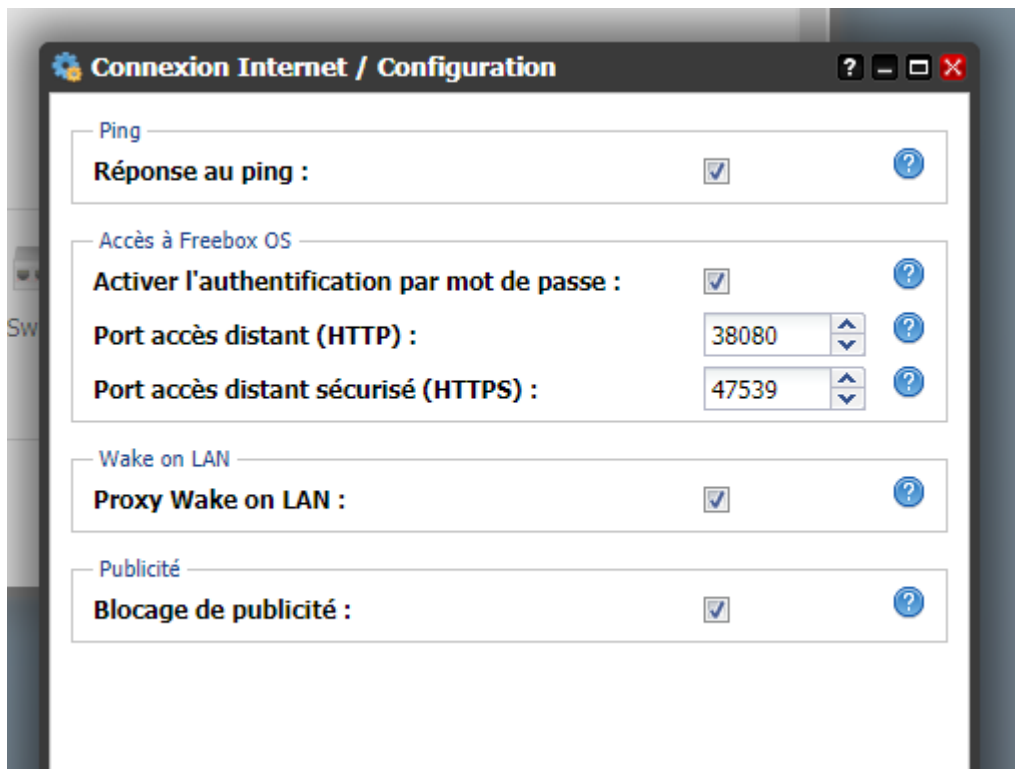 Connexion Internet / Configuration
Ping
Réponse au ping :
Accès à Freebox OS
Activer l'authentification par mot de passe :
Port accès distant (HTTP) : 38080
Sw
Port accès distant sécurisé (HTTPS) : 47539
Wake on LAN
Proxy Wake on LAN :
Publicité
Blocage de publicité :